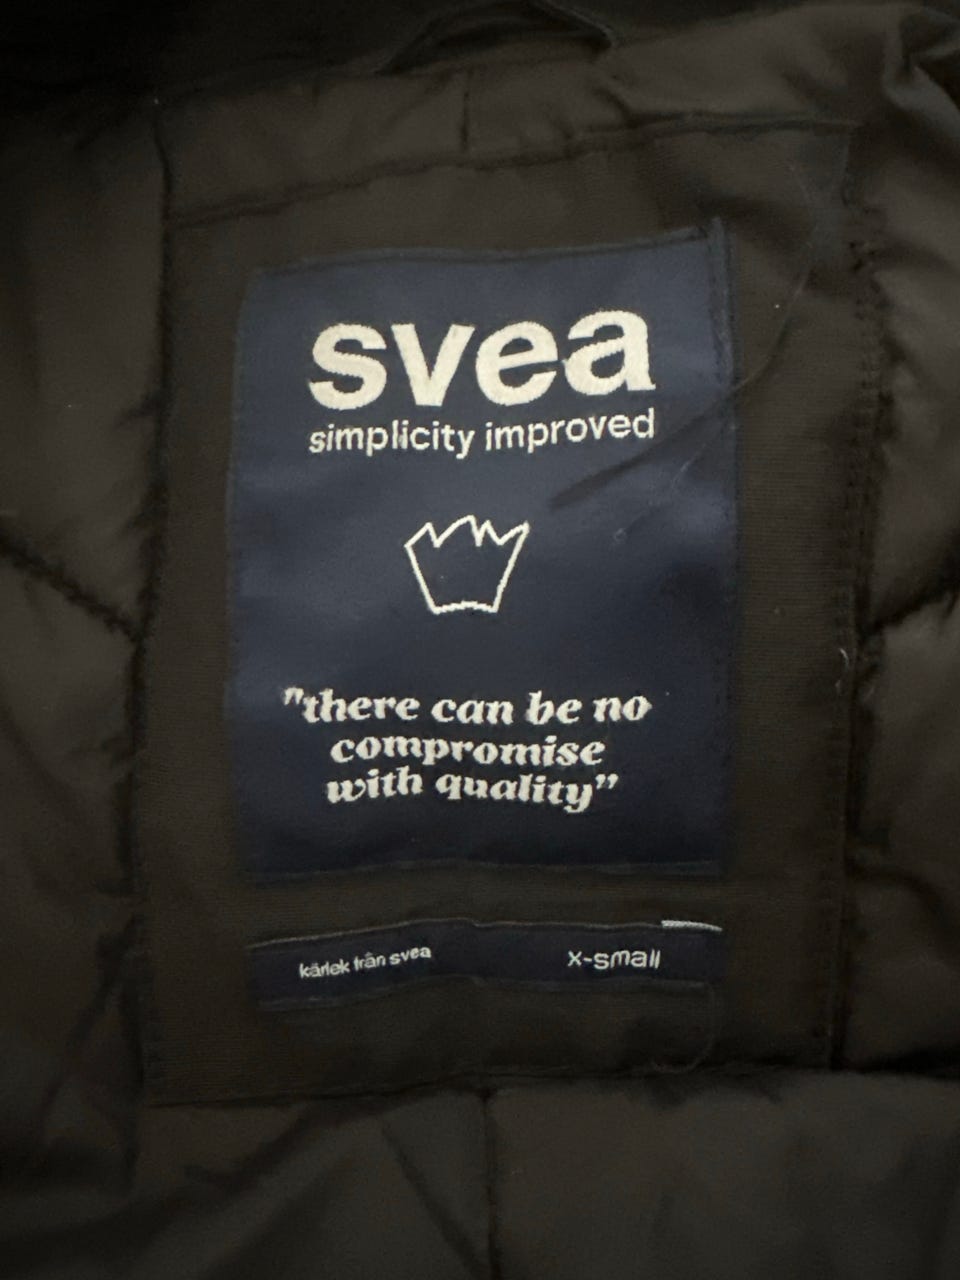 svea
simplicity improved
"there can be no
compromise
with quality”
kärlek från svea
x-small